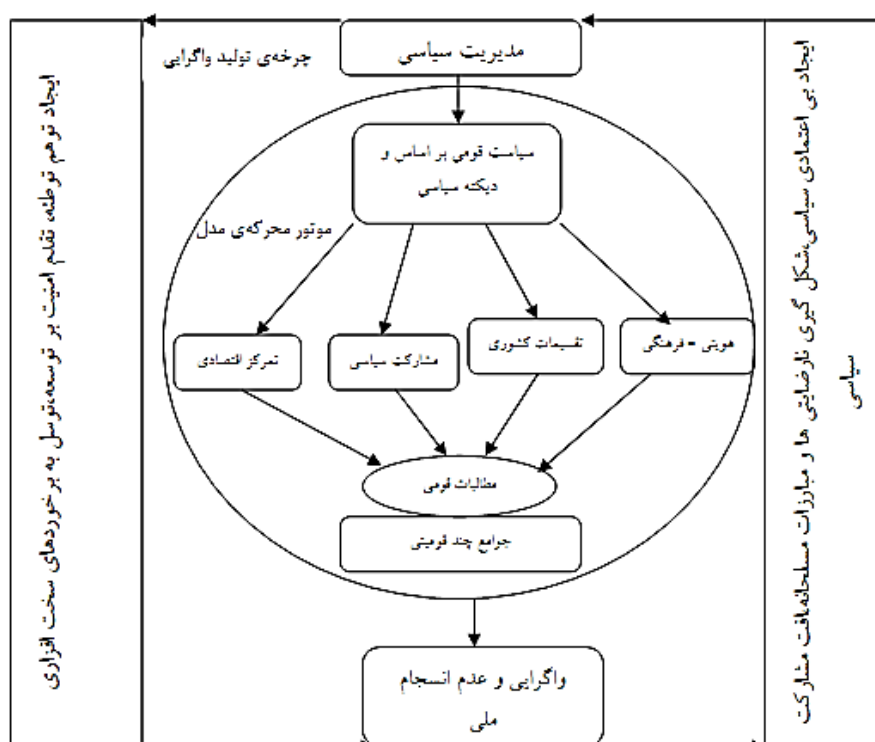 مدیریت سیاسی
چرخه‌ی تولید واگرایی
سیاست قومی بر اساس و
دیکته سیاسی
موتور محرکه‌ی مدل
هویتی - فرهنگی
تقسیمات کشوری
مشارکت سیاسی
تمرکز اقتصادی
مطالبات قومی
جوامع چند قومیتی
واگرایی و عدم انسجام
ملی
ایجاد بی اعتمادی سیاسی،شکل گیری نارضایتی ها و مبارزات مسلحانه،افت مشارکت
سیاسی
ایجاد توهم توطئه، تقدم امنیت بر توسعه،توسل به برخوردهای سخت افزاری